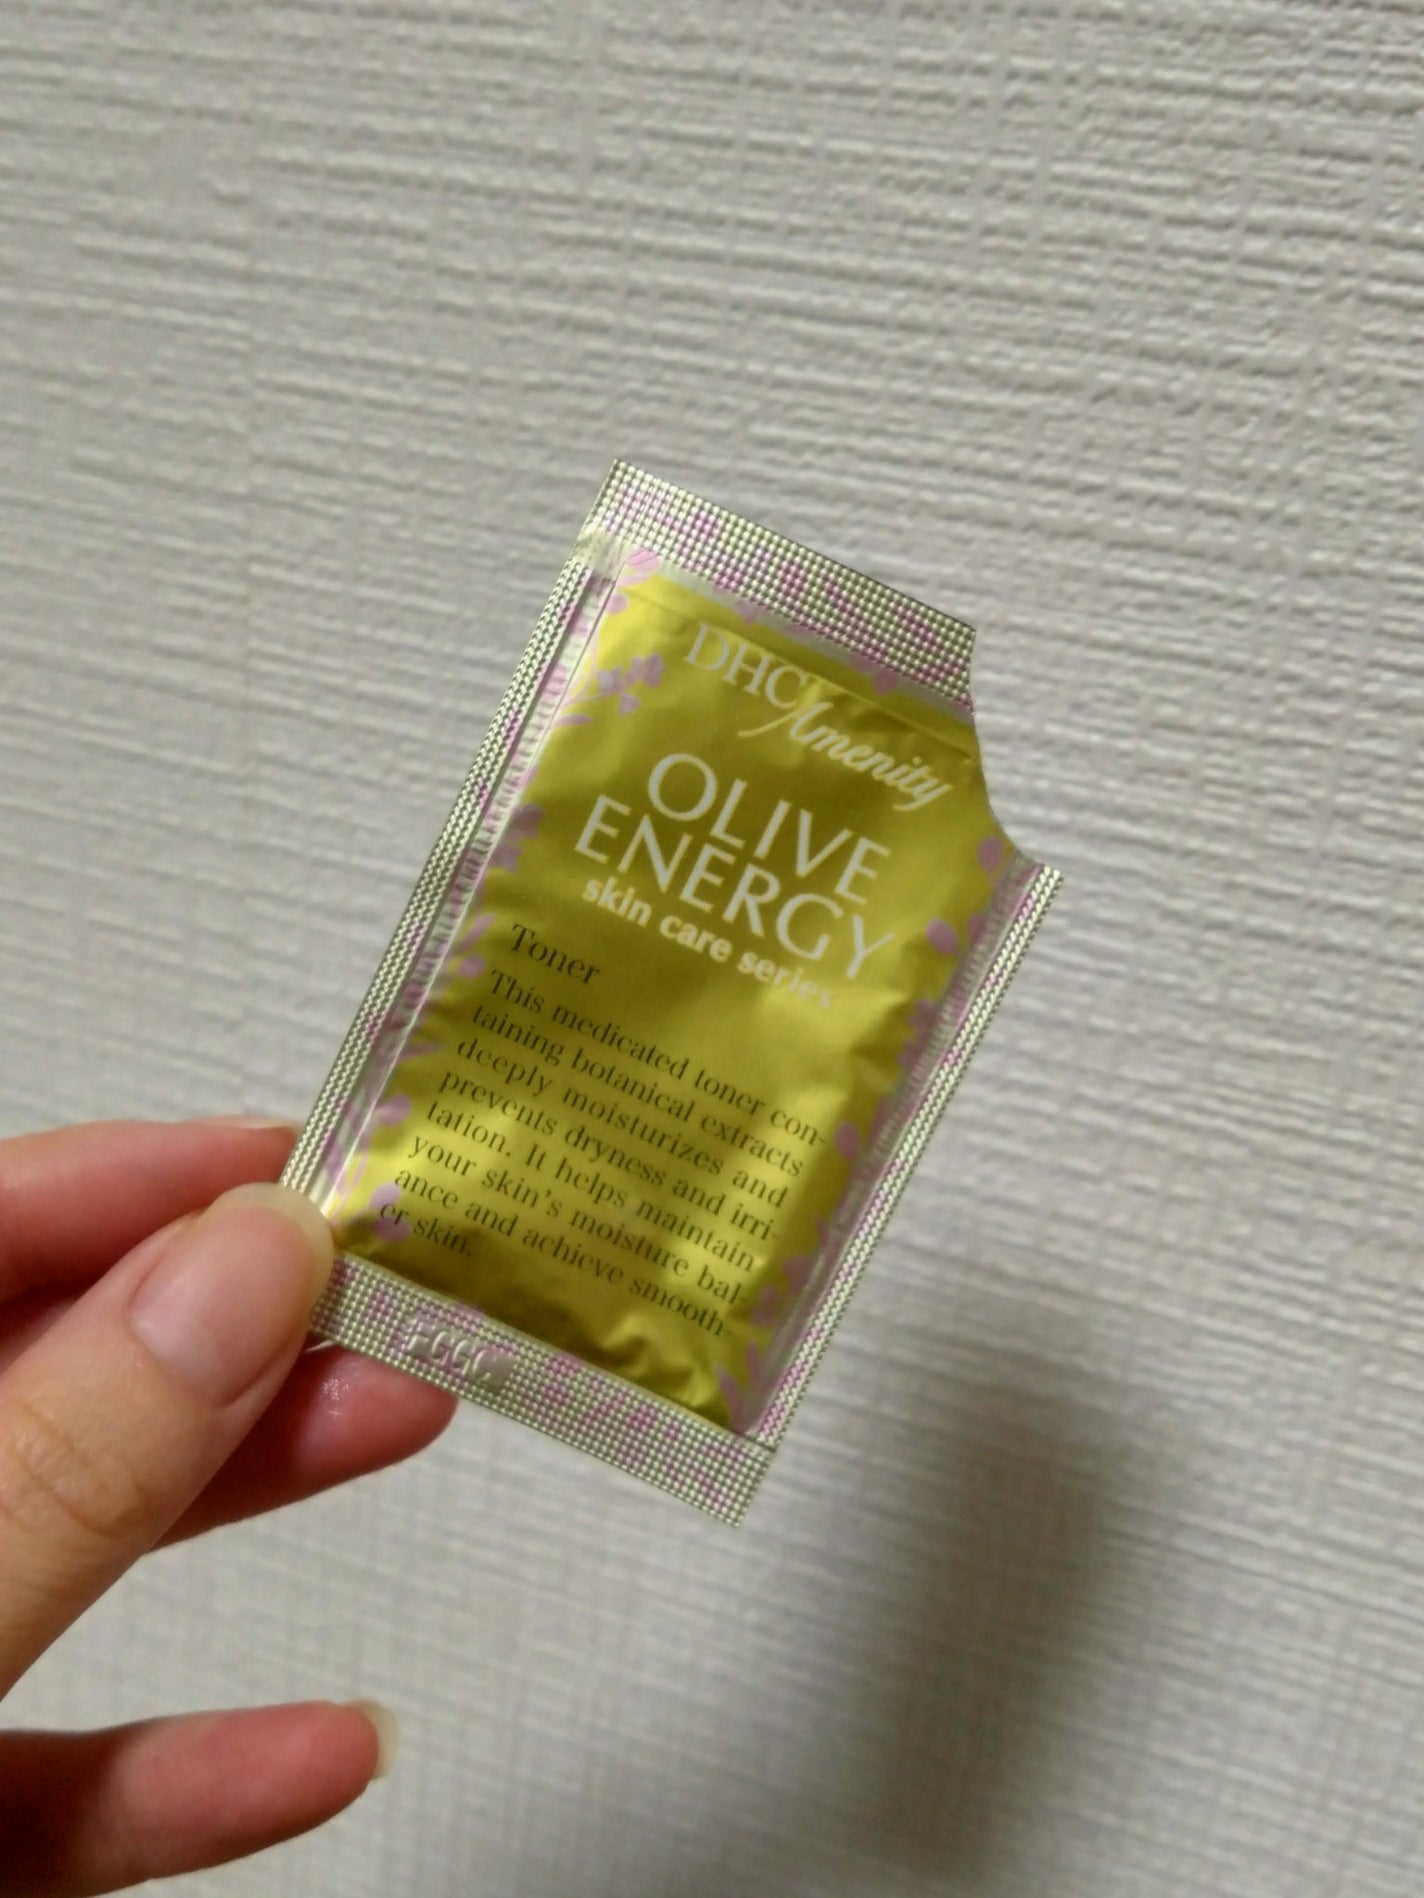 DHC Amenity
OLIVE
ENERGY
skin care series
Toner
This medicated toner con-
taining botanical extracts
deeply moisturizes and
prevents dryness and irri-
tation. It helps maintain
your skin's moisture bal-
ance and achieve smooth-
er skin.